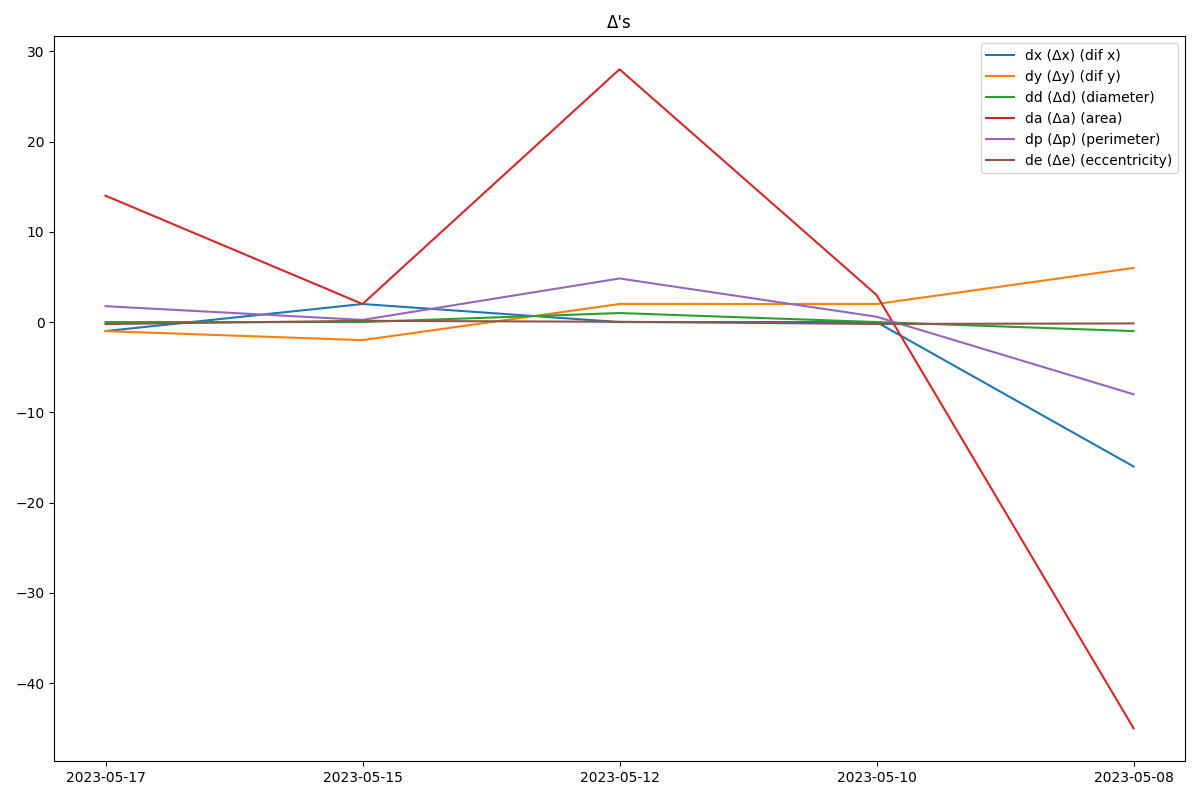 Δ's
dx (Δx) (dif x)
dy (Δy) (dif y)
dd (Δd) (diameter)
da (Δa) (area)
dp (Δp) (perimeter)
de (Δe) (eccentricity)
30
20
10
0
−10
−20
−30
−40
2023-05-17 2023-05-15 2023-05-12 2023-05-10 2023-05-08